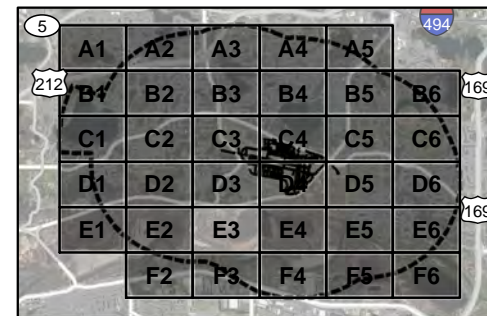 5
494
A1 A2 A3 A4 A5
212
B1 B2 B3 B4 B5 B6
169
C1 C2 C3 C4 C5 C6
D1 D2 D3 D4 D5 D6
169
E1 E2 E3 E4 E5 E6
F2 F3 F4 F5 F6